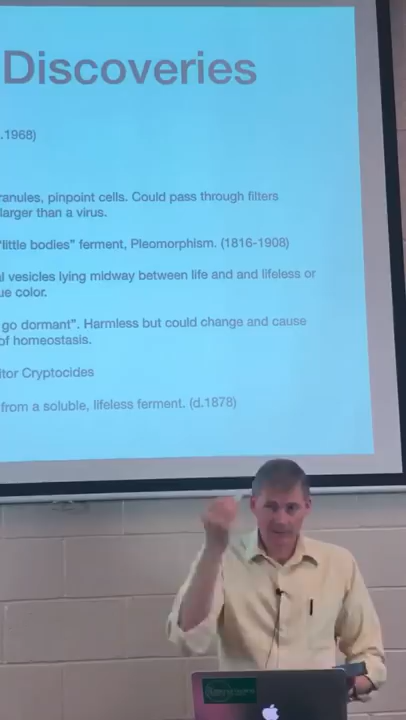 Discoveries
.1968)
ranules, pinpoint cells. Could pass through filters
larger than a virus.
"little bodies" ferment, Pleomorphism. (1816-1908)
l vesicles lying midway between life and and lifeless or
ue color.
go dormant". Harmless but could change and cause
of homeostasis.
itor Cryptocides
from a soluble, lifeless ferment. (d.1878)